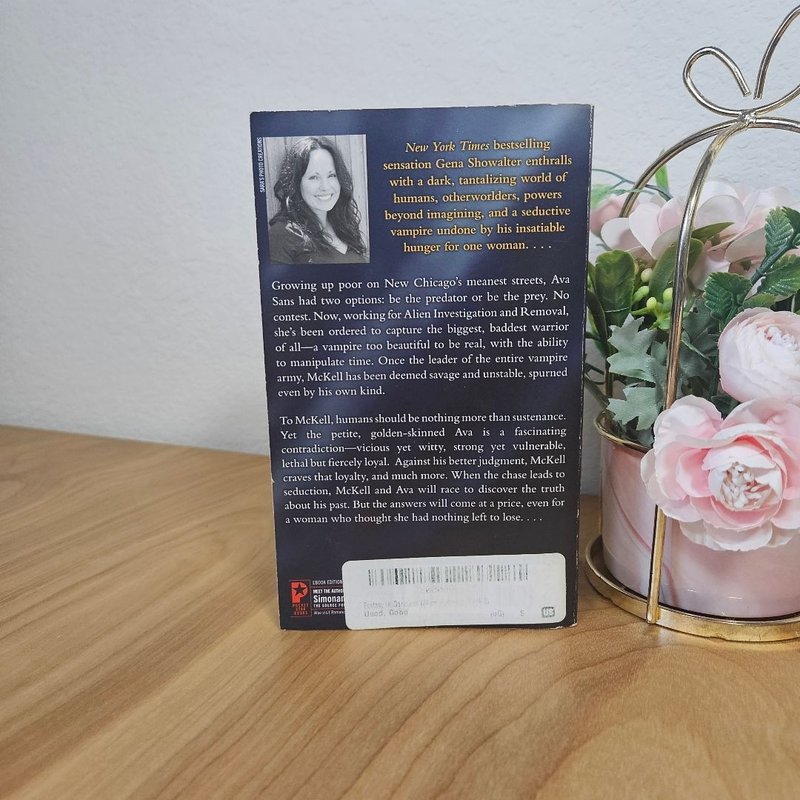 SARA'S PHOTO CREATIONS
New York Times bestselling
sensation Gena Showalter enthralls
with a dark, tantalizing world of
humans, otherworlders, powers
beyond imagining, and a seductive
vampire undone by his insatiable
hunger for one woman. . . .
Growing up poor on New Chicago's meanest streets, Ava
Sans had two options: be the predator or be the prey. No
contest. Now, working for Alien Investigation and Removal,
she's been ordered to capture the biggest, baddest warrior
of all—a vampire too beautiful to be real, with the ability
to manipulate time. Once the leader of the entire vampire
army, McKell has been deemed savage and unstable, spurned
even by his own kind.
To McKell, humans should be nothing more than sustenance.
Yet the petite, golden-skinned Ava is a fascinating
contradiction—vicious yet witty, strong yet vulnerable,
lethal but fiercely loyal. Against his better judgment, McKell
craves that loyalty, and much more. When the chase leads to
seduction, McKell and Ava will race to discover the truth
about his past. But the answers will come at a price, even for
a woman who thought she had nothing left to lose. . . .
POCKET
STAR
BOOKS
EBOOK EDITION
MEET THE AUTHOR
Simonan
THE SOURCE FO
Used, Good
US